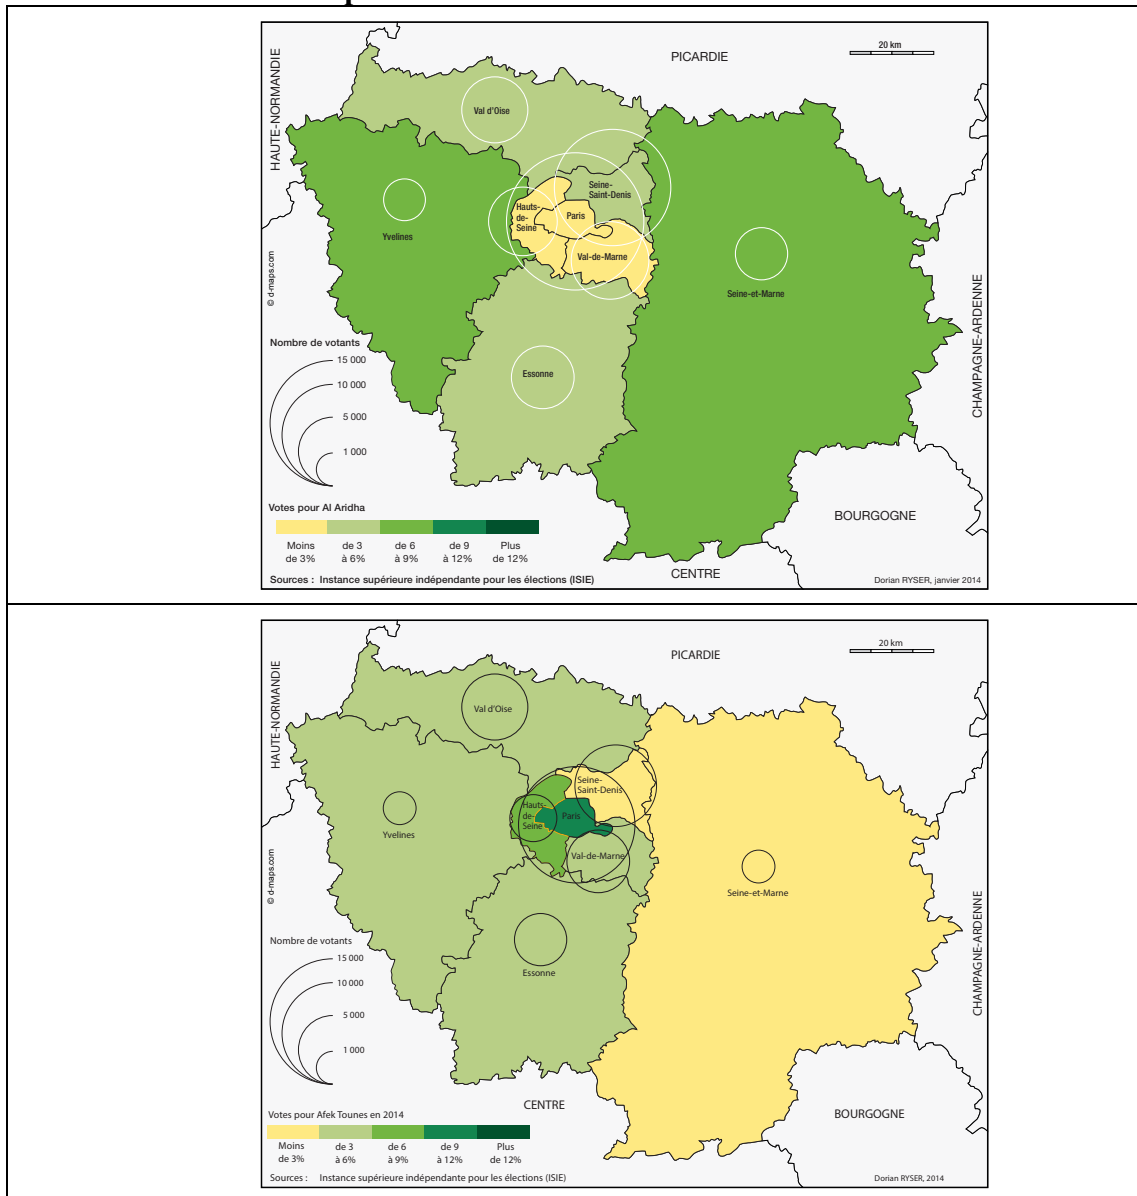 HAUTE-NORMANDIE
PICARDIE
20 km
Val d'Oise
Seine-
Saint-Denis
Hauts-
de-
Seine
Paris
Yvelines
Val-de-Marne
Seine-et-Marne
© d-maps.com
CHAMPAGNE-ARDENNE
Nombre de votants
15 000
10 000
5 000
1 000
Essonne
Votes pour Al Aridha
Moins de 3%
de 3 à 6%
de 6 à 9%
de 9 à 12%
Plus de 12%
BOURGOGNE
CENTRE
Sources : Instance supérieure indépendante pour les élections (ISIE)
Dorian RYSER, janvier 2014
HAUTE-NORMANDIE
PICARDIE
20 km
Val d'Oise
Seine-
Saint-Denis
Hauts-
de-
Seine
Paris
Yvelines
Val-de-Marne
Seine-et-Marne
© d-maps.com
CHAMPAGNE-ARDENNE
Nombre de votants
15 000
10 000
5 000
1 000
Essonne
CENTRE
BOURGOGNE
Votes pour Afek Tounes en 2014
Moins de 3%
de 3 à 6%
de 6 à 9%
de 9 à 12%
Plus de 12%
Sources : Instance supérieure indépendante pour les élections (ISIE)
Dorian RYSER, 2014